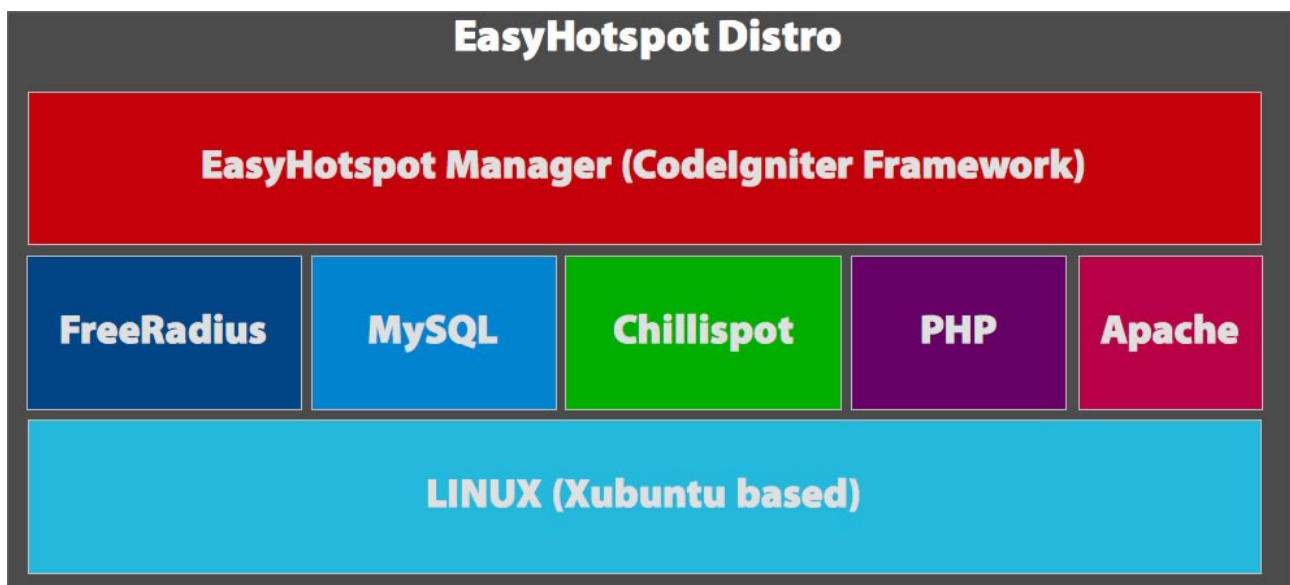 EasyHotspot Distro
EasyHotspot Manager (CodeIgniter Framework)
FreeRadius
MySQL
Chillispot
PHP
Apache
LINUX (Xubuntu based)